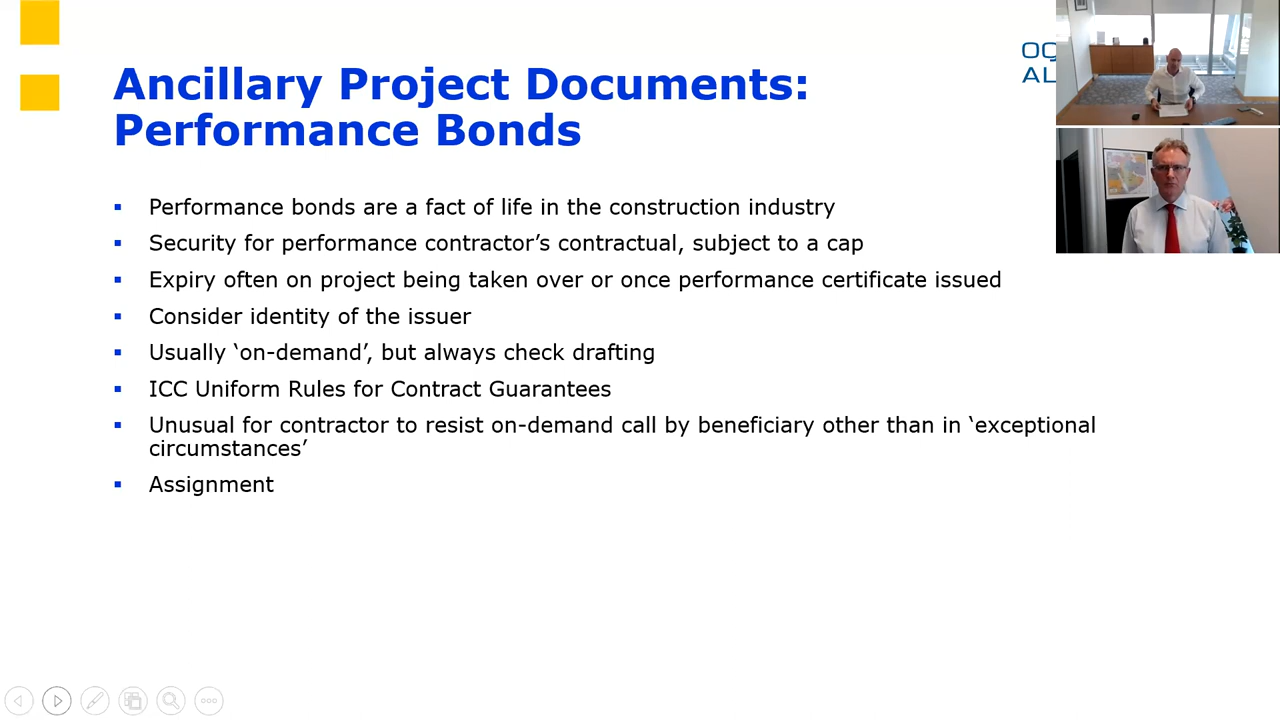 Ancillary Project Documents:
Performance Bonds
Performance bonds are a fact of life in the construction industry
Security for performance contractor’s contractual, subject to a cap
Expiry often on project being taken over or once performance certificate issued
Consider identity of the issuer
Usually ‘on-demand’, but always check drafting
ICC Uniform Rules for Contract Guarantees
Unusual for contractor to resist on-demand call by beneficiary other than in ‘exceptional
circumstances’
Assignment